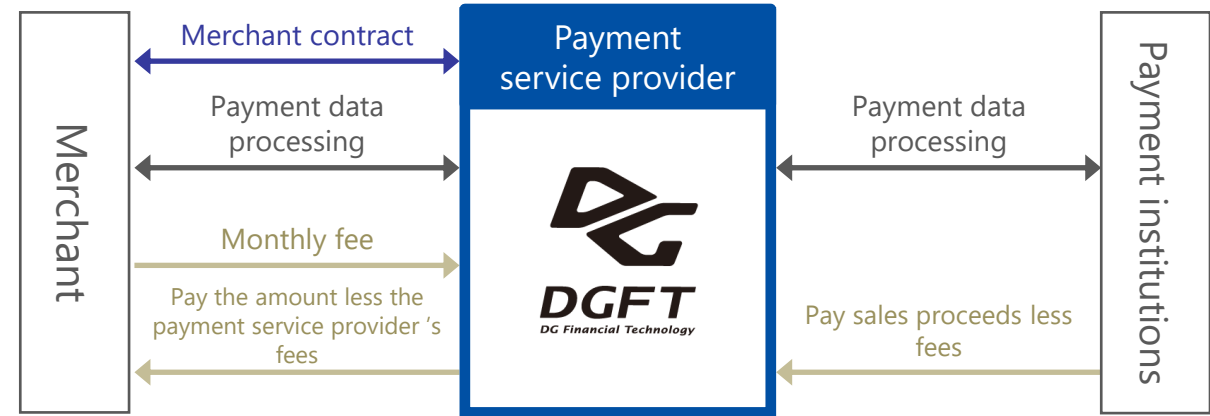 Merchant
Merchant contract
Payment data
processing
Monthly fee
Pay the amount less the
payment service provider 's
fees
Payment
service provider
DGFT
DG Financial Technology
Payment data
processing
Pay sales proceeds less
fees
Payment institutions